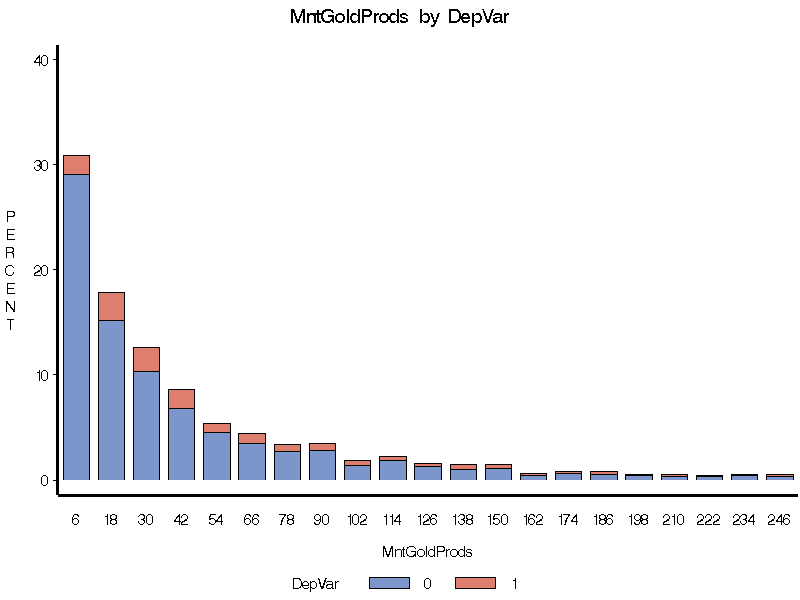 MntGoldProds by DepVar
PERCENT
40
30
20
10
0
6 18 30 42 54 66 78 90 102 114 126 138 150 162 174 186 198 210 222 234 246
MntGoldProds
DepVar 0 1